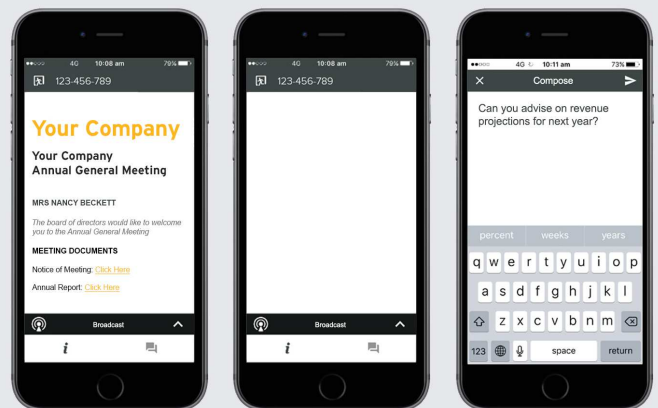 4G 10:08 am 79%
123-456-789
Your Company
Your Company
Annual General Meeting
MRS NANCY BECKETT
The board of directors would like to welcome
you to the Annual General Meeting
MEETING DOCUMENTS
Notice of Meeting: Click Here
Annual Report: Click Here
Broadcast
i
4G 10:08 am 79%
123-456-789
Broadcast
i
4G 10:11 am 73%
Compose
Can you advise on revenue
projections for next year?
percent weeks years
q w e r t y u i o p
a s d f g h j k l
z x c v b n m
123 space return